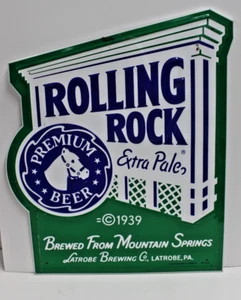 ROLLING
ROCK
Extra Pale
PREMIUM
BEER
=©1939
BREWED FROM MOUNTAIN SPRINGS
LATROBE BREWING CO. LATROBE, PA.